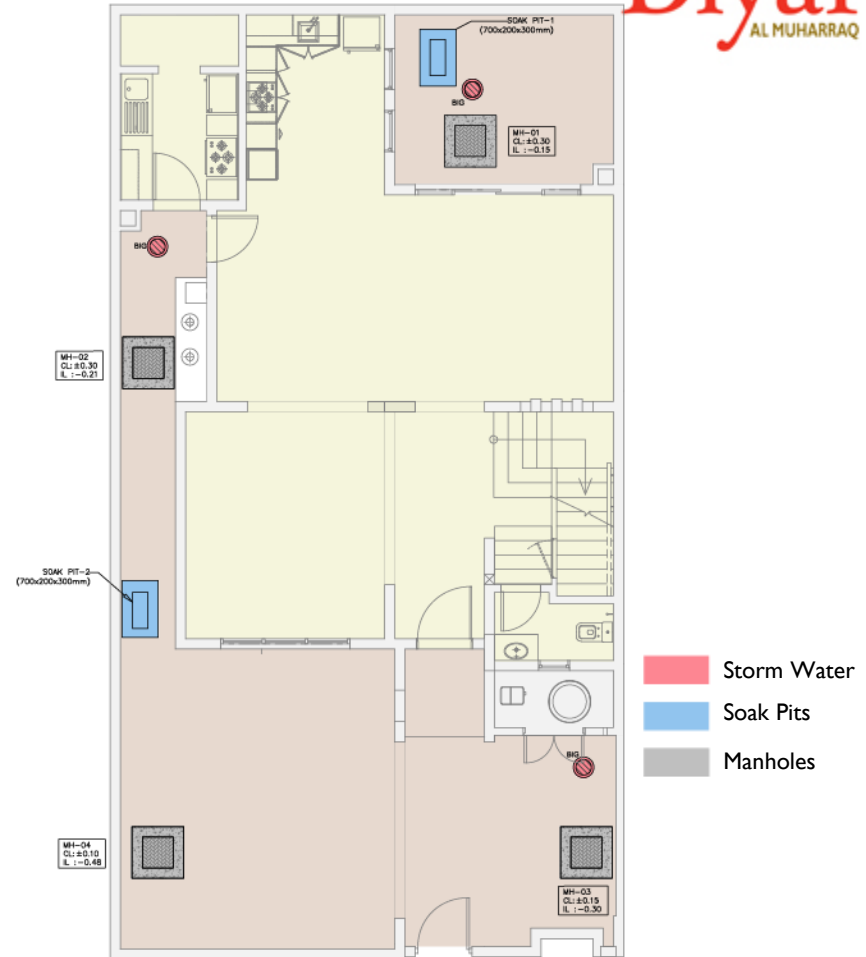 Diyar
AL MUHARRAQ
SOAK PIT-1
(700x200x300mm)
BIG
MH-01
CL: ±0.30
IL :-0.15
BIG
MH-02
CL: ±0.30
IL :-0.21
SOAK PIT-2
(700x200x300mm)
Storm Water
Soak Pits
Manholes
BIG
MH-04
CL: ±0.10
IL :-0.48
MH-03
CL: ±0.15
IL :-0.30